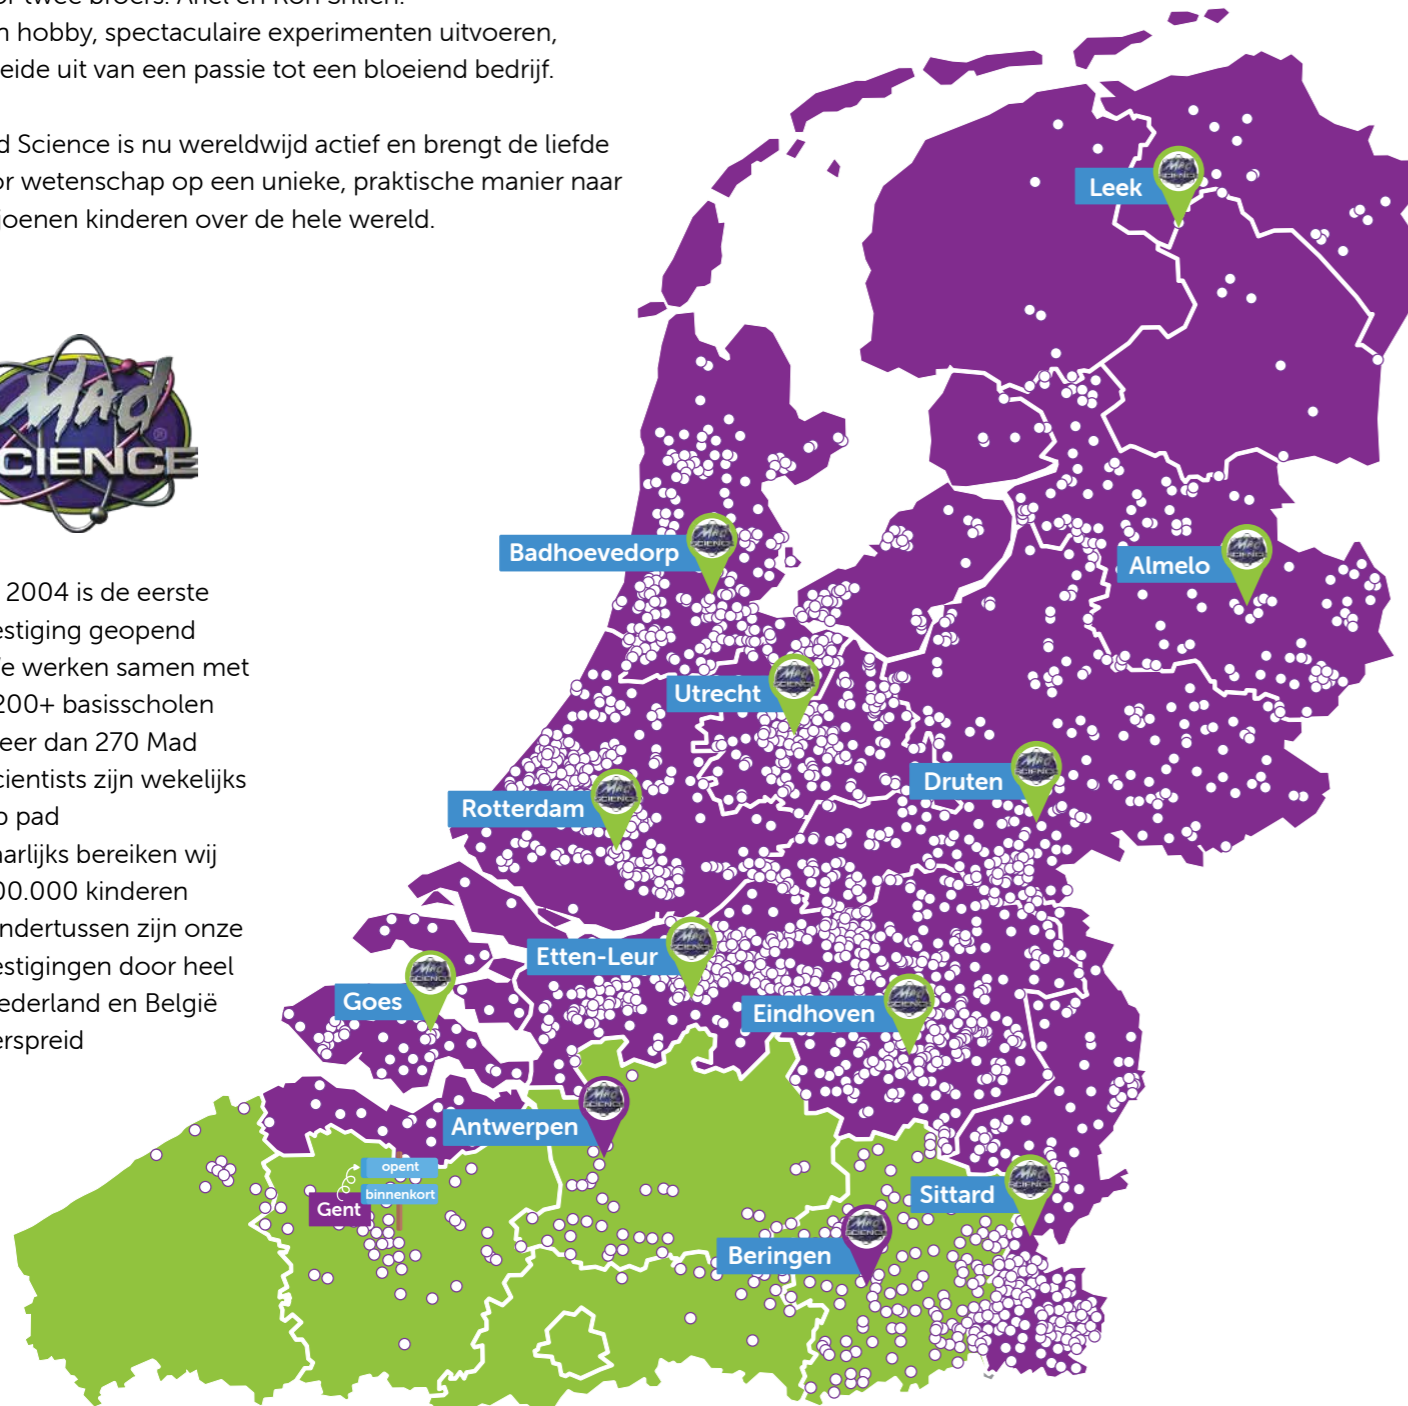 hobby, spectaculaire experimenten uitvoeren,
eide uit van een passie tot een bloeiend bedrijf.
d Science is nu wereldwijd actief en brengt de liefde
or wetenschap op een unieke, praktische manier naar
joenen kinderen over de hele wereld.
Mad
CIENCE
2004 is de eerste
estiging geopend
e werken samen met
200+ basisscholen
eer dan 270 Mad
cientists zijn wekelijks
p pad
aarlijks bereiken wij
00.000 kinderen
ndertussen zijn onze
estigingen door heel
ederland en België
erspreid
Leek
Badhoevedorp
Almelo
Utrecht
Druten
Rotterdam
Etten-Leur
Goes
Eindhoven
Antwerpen
opent
binnenkort
Gent
Sittard
Beringen